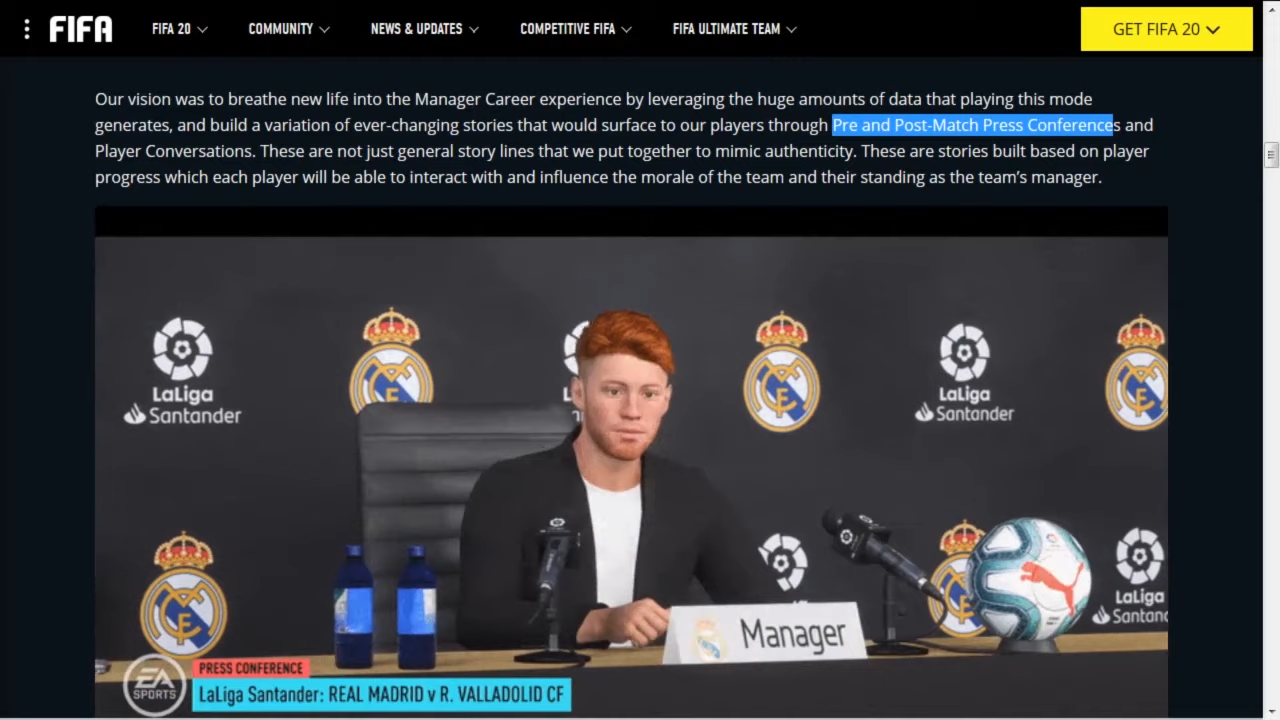 FIFA
FIFA 20
COMMUNITY
NEWS & UPDATES
COMPETITIVE FIFA
FIFA ULTIMATE TEAM
GET FIFA 20
Our vision was to breathe new life into the Manager Career experience by leveraging the huge amounts of data that playing this mode
generates, and build a variation of ever-changing stories that would surface to our players through Pre and Post-Match Press Conferences and
Player Conversations. These are not just general story lines that we put together to mimic authenticity. These are stories built based on player
progress which each player will be able to interact with and influence the morale of the team and their standing as the team's manager.
LaLiga
Santander
LaLiga
Santander
LaLiga
Manager
EA
SPORTS
PRESS CONFERENCE
LaLiga Santander: REAL MADRID v R. VALLADOLID CF